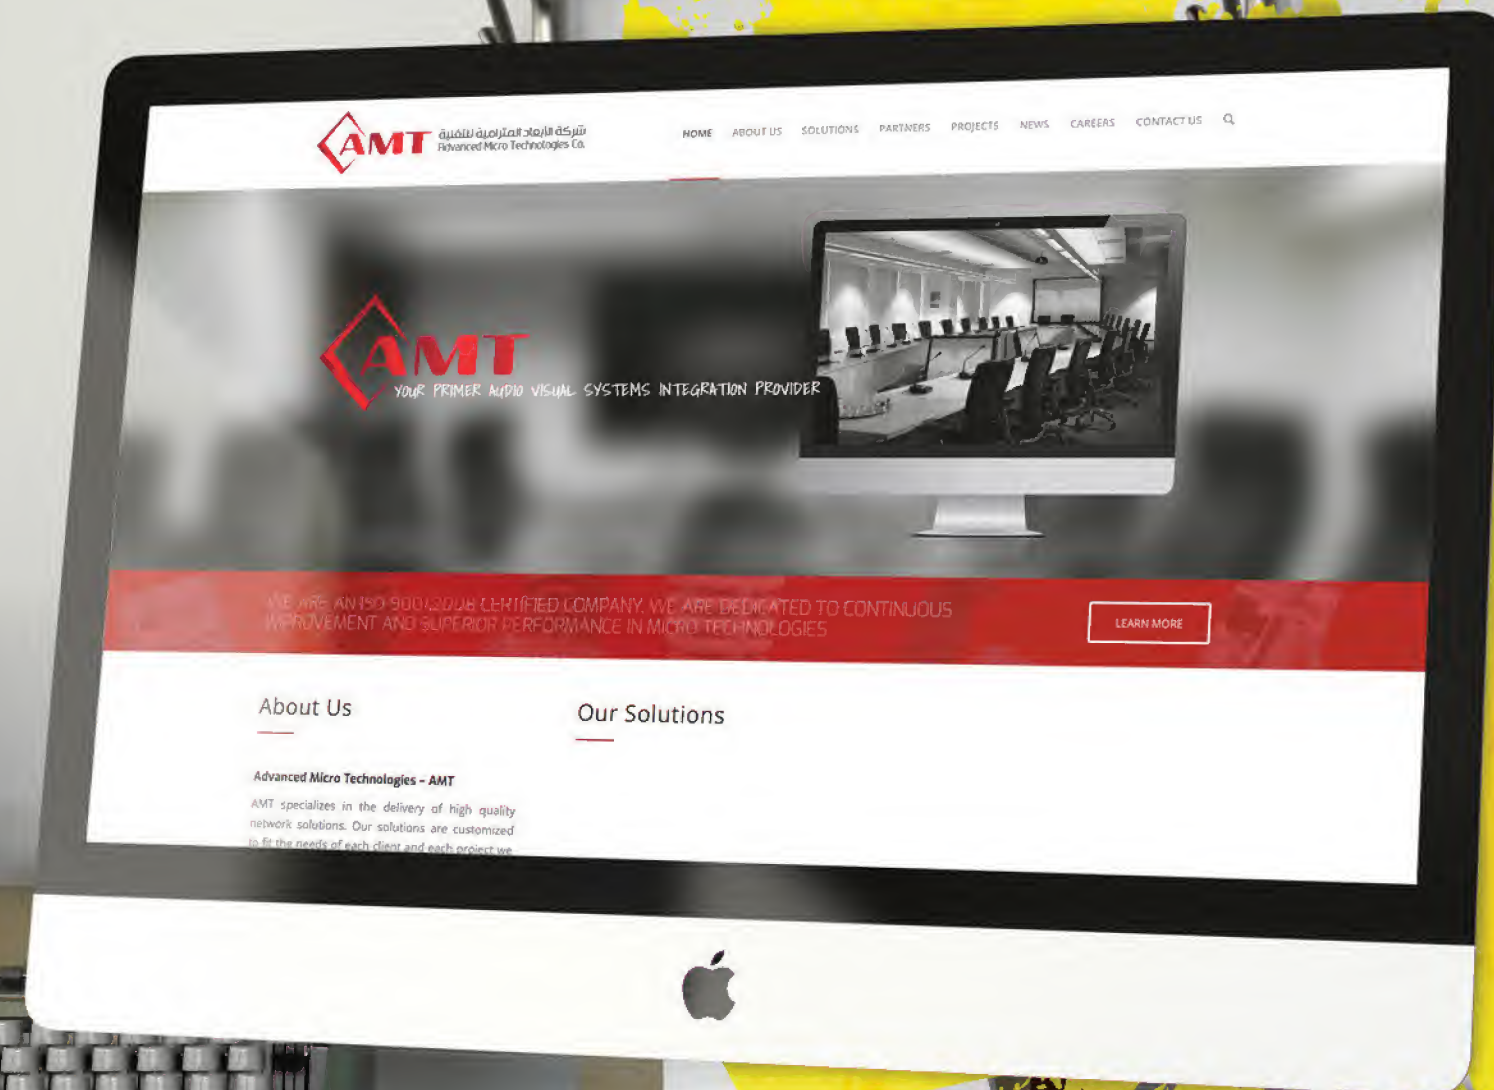 AMT
شركة الأبعاد المترامية للتقنية
Advanced Micro Technologies Co.
HOME ABOUT US SOLUTIONS PARTNERS PROJECTS NEWS CAREERS CONTACT US
AMT
YOUR PRIMER AUDIO VISUAL SYSTEMS INTEGRATION PROVIDER
WE ARE AN ISO 9001:2008 CERTIFIED COMPANY. WE ARE DEDICATED TO CONTINUOUS
IMPROVEMENT AND SUPERIOR PERFORMANCE IN MICRO TECHNOLOGIES
LEARN MORE
About Us
Our Solutions
Advanced Micro Technologies – AMT
AMT specializes in the delivery of high quality
network solutions. Our solutions are customized
to fit the needs of each client and each project we